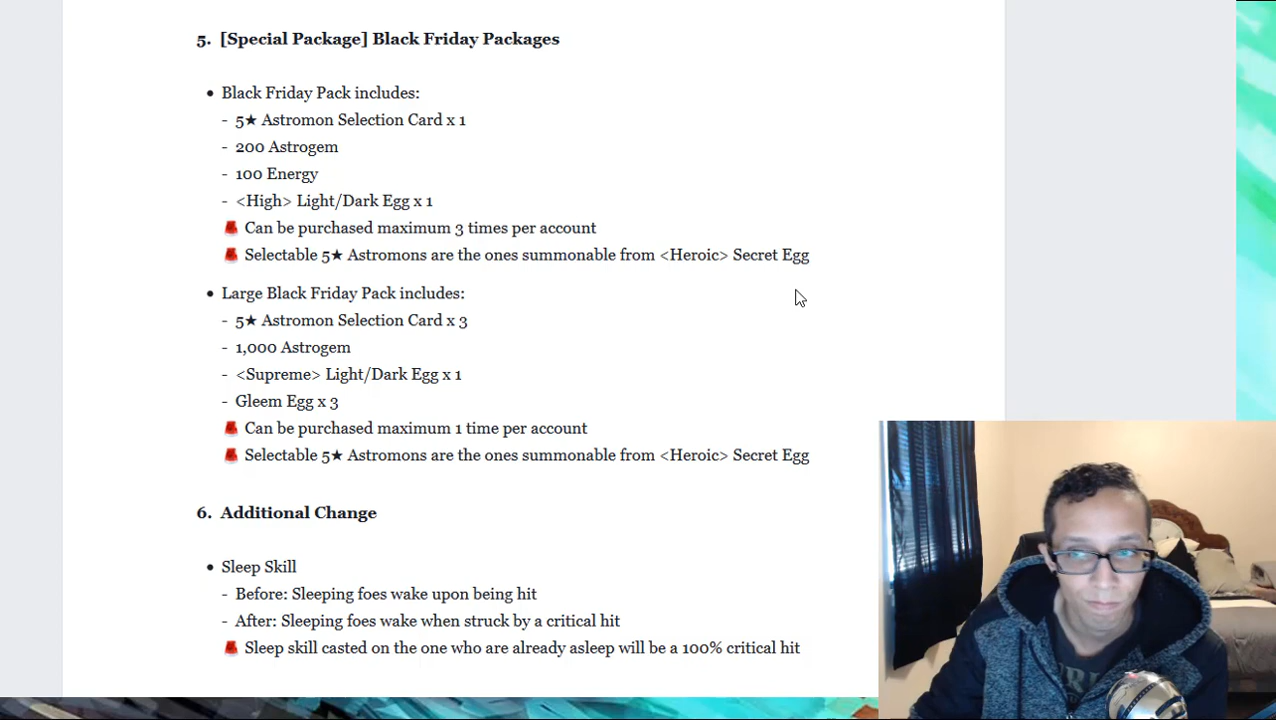 5. [Special Package] Black Friday Packages
• Black Friday Pack includes:
- 5★ Astromon Selection Card x 1
- 200 Astrogem
- 100 Energy
- <High> Light/Dark Egg x 1
Can be purchased maximum 3 times per account
Selectable 5★ Astromons are the ones summonable from <Heroic> Secret Egg
• Large Black Friday Pack includes:
- 5★ Astromon Selection Card x 3
- 1,000 Astrogem
- <Supreme> Light/Dark Egg x 1
- Gleem Egg x 3
Can be purchased maximum 1 time per account
Selectable 5★ Astromons are the ones summonable from <Heroic> Secret Egg
6. Additional Change
• Sleep Skill
- Before: Sleeping foes wake upon being hit
- After: Sleeping foes wake when struck by a critical hit
Sleep skill casted on the one who are already asleep will be a 100% critical hit